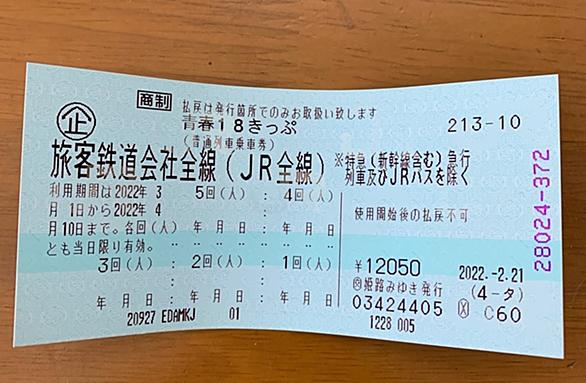 商制 払戻は発行箇所でのみお取扱い致します
企 青春18きっぷ 213-10
(普通列車乗車券)
旅客鉄道会社全線(JR全線) ※特急(新幹線含む)急行
列車及びJRバスを除く
利用期間は2022年 3 5回(人) : 4回(人) :
月 1日から2022年 4
月10日まで。各回(人) 年 月 日 年 月 日 使用開始後の払戻不可
とも当日限り有効。
3回(人) : 2回(人) : 1回(人)
¥12050 2022.-2.21
年 月 日 年 月 日 年 月 日 姫路みゆき発行 (4-タ)
03424405 C60
20927 EDAMKJ 01 1228 005
28024-372